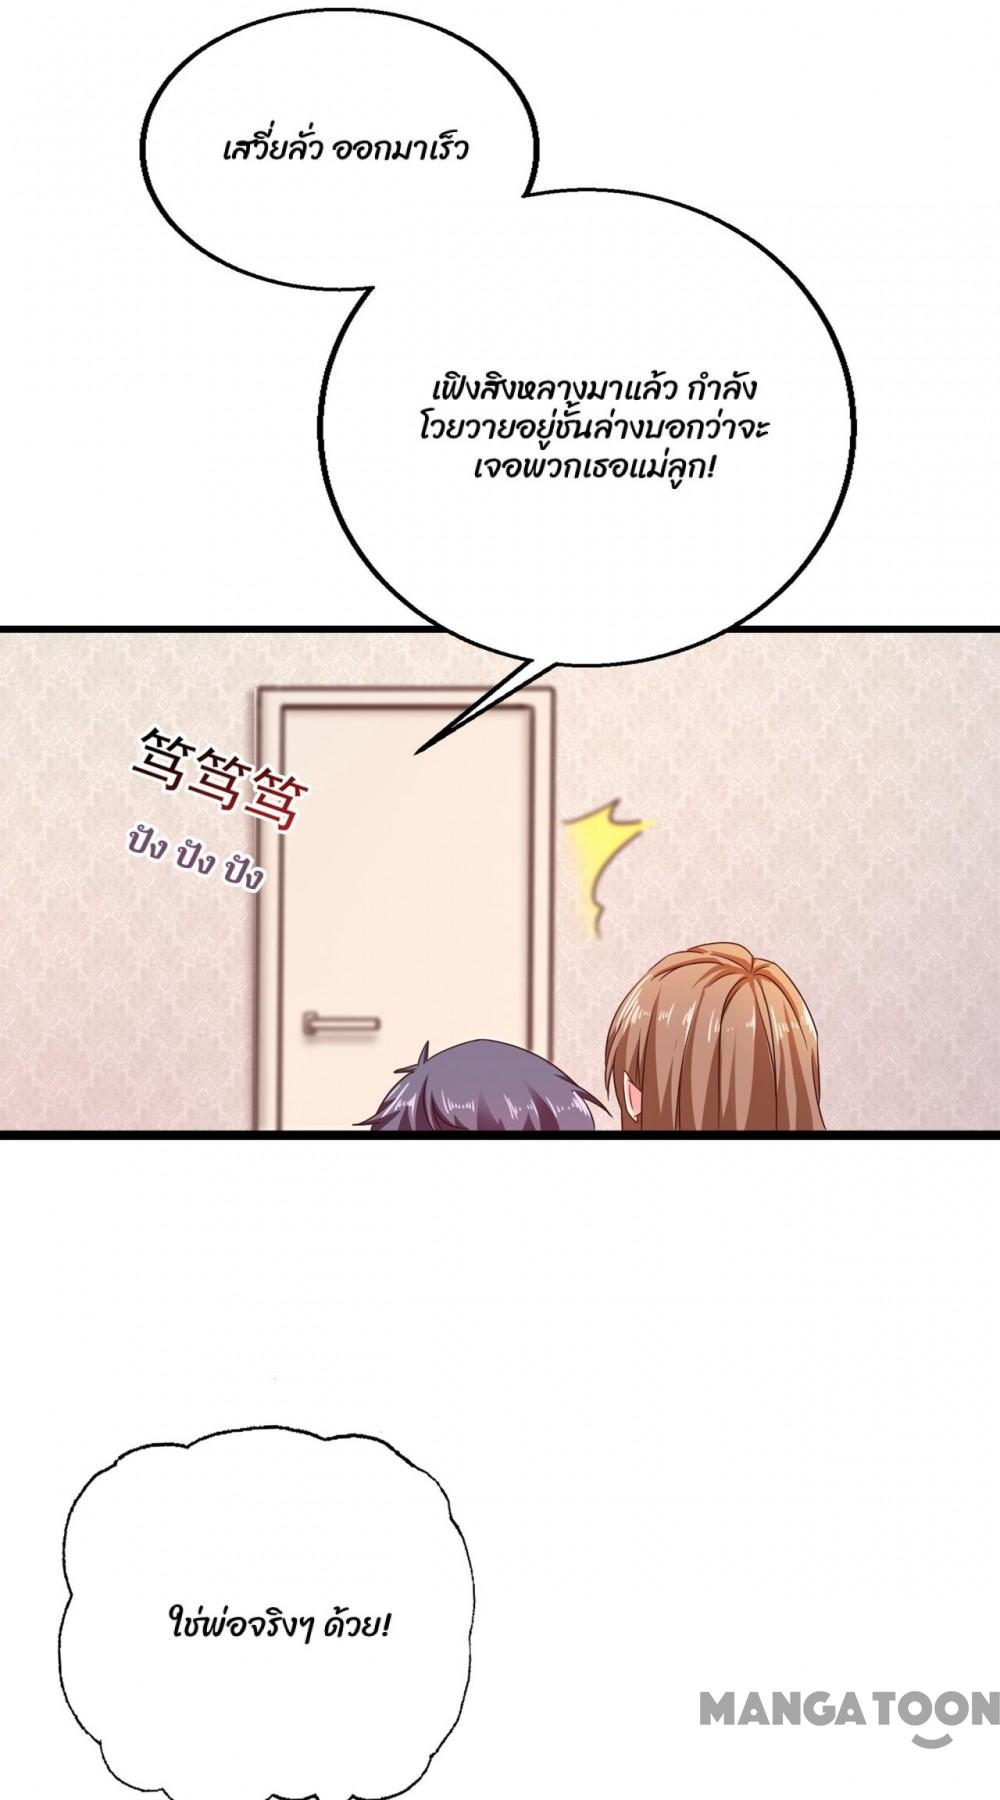 เสวี่ยลั่ว ออกมาเร็ว
เฟิงสิงหลางมาแล้ว กำลัง
โวยวายอยู่ชั้นล่างบอกว่าจะ
เจอพวกเธอแม่ลูก!
笃笃笃
ปัง ปัง ปัง
ใช่พ่อจริงๆ ด้วย!
MANGATOON